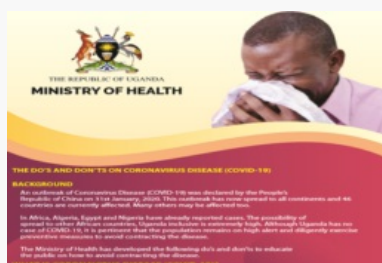 THE REPUBLIC OF UGANDA
MINISTRY OF HEALTH
THE DO'S AND DON'TS ON CORONAVIRUS DISEASE (COVID-19)
BACKGROUND
An outbreak of Coronavirus Disease (COVID-19) was declared by the People's
Republic of China on 31st January, 2020. This outbreak has now spread to all continents and 46
countries are currently affected. Many others may be affected too.
In Africa, Algeria, Egypt and Nigeria have already reported cases. The possibility of
spread to other African countries, Uganda inclusive is extremely high. Although Uganda has no
case of COVID-19, it is pertinent that the population remains on high alert and diligently exercise
preventive measures to avoid contracting the disease.
The Ministry of Health has developed the following do's and don'ts to educate
the public on how to avoid contracting the disease.